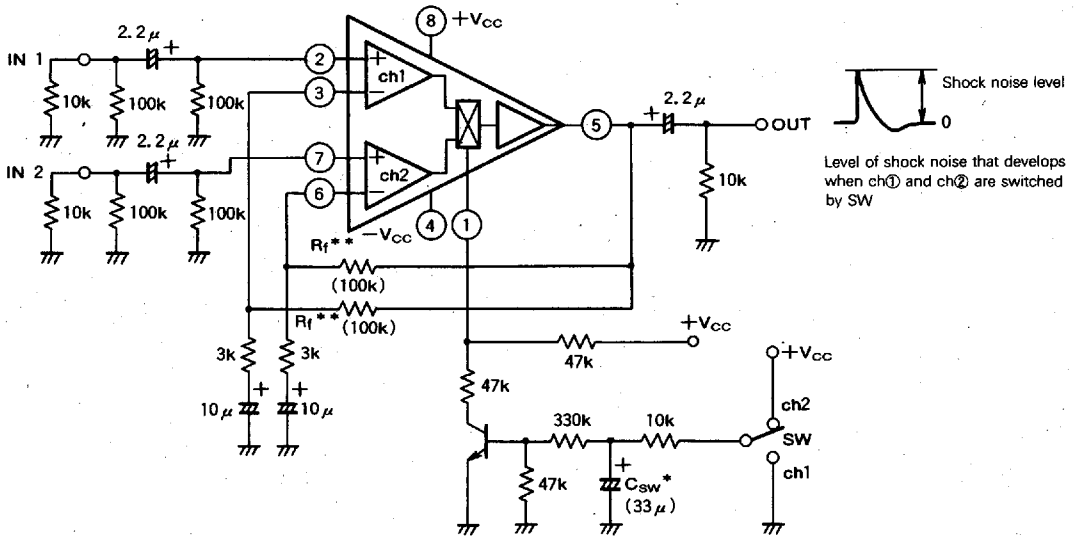 8 +Vcc
2.2μ +
IN 1
2 + ch1
3 −
10k 100k 100k
2.2μ +
IN 2
7 + ch2
6 −
10k 100k 100k
4 −Vcc
1
5
+ 2.2μ
OUT
10k
Shock noise level
0
Level of shock noise that develops
when ch① and ch② are switched
by SW
Rf**
(100k)
Rf**
(100k)
3k 3k
+ +
10μ 10μ
+Vcc
47k
47k
+Vcc
ch2
SW
ch1
330k 10k
47k
+
Csw*
(33μ)